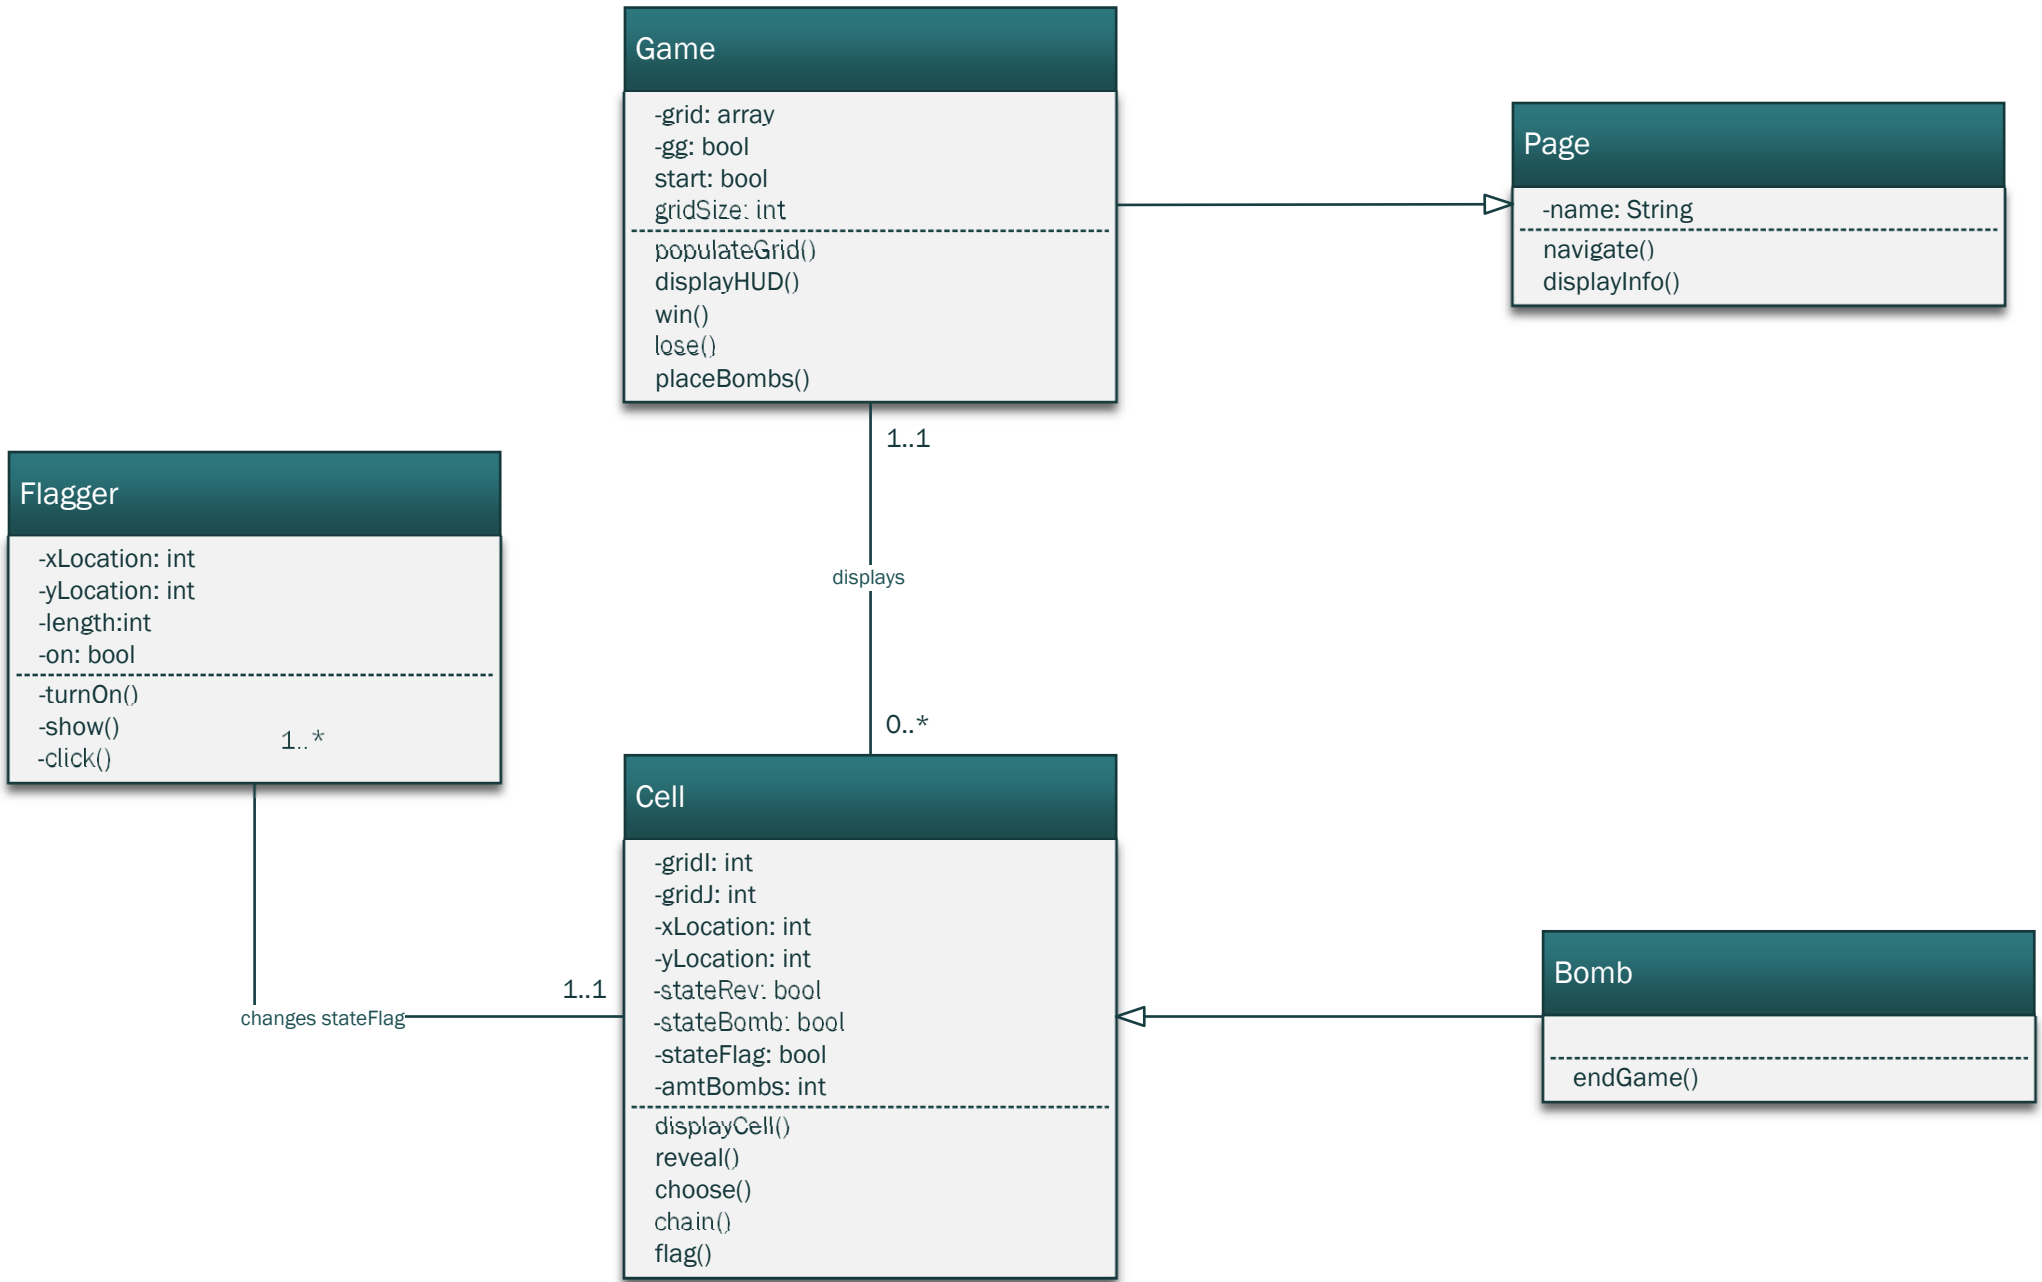 Game
-grid: array
-gg: bool
start: bool
gridSize: int
populateGrid()
displayHUD()
win()
lose()
placeBombs()
Page
-name: String
navigate()
displayInfo()
1..1
displays
0..*
Flagger
-xLocation: int
-yLocation: int
-length:int
-on: bool
-turnOn()
-show()
-click()
1..*
changes stateFlag
1..1
Cell
-gridI: int
-gridJ: int
-xLocation: int
-yLocation: int
-stateRev: bool
-stateBomb: bool
-stateFlag: bool
-amtBombs: int
displayCell()
reveal()
choose()
chain()
flag()
Bomb
endGame()